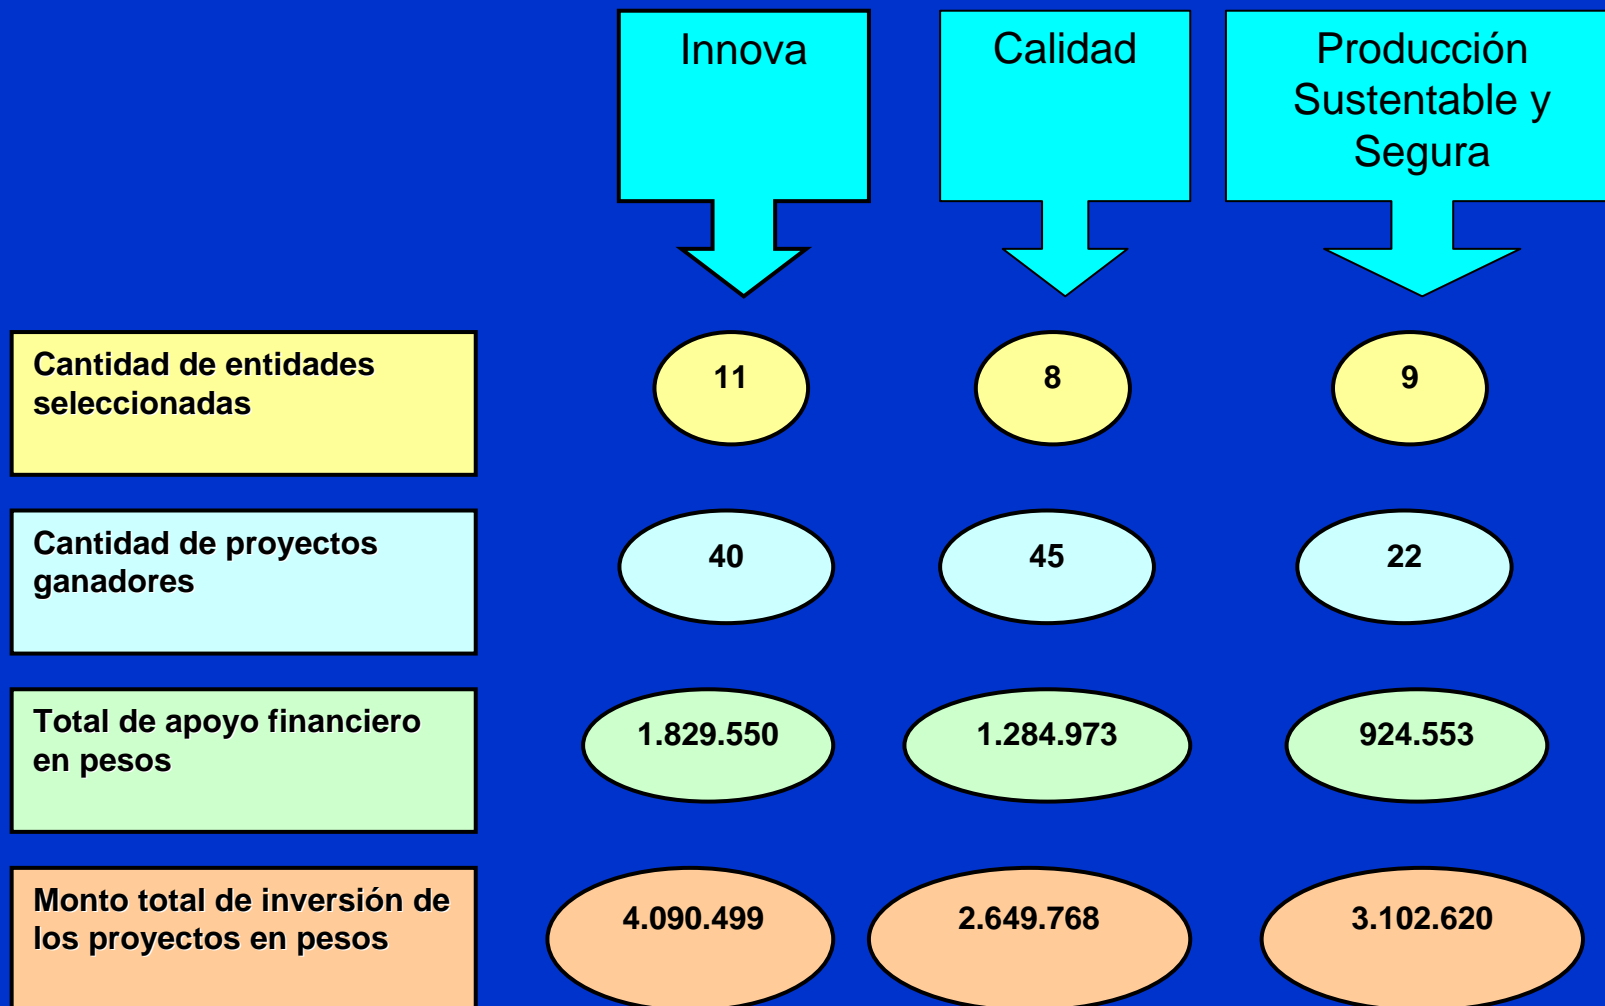 Innova
Calidad
Producción
Sustentable y
Segura
Cantidad de entidades
seleccionadas
11
8
9
Cantidad de proyectos
ganadores
40
45
22
Total de apoyo financiero
en pesos
1.829.550
1.284.973
924.553
Monto total de inversión de
los proyectos en pesos
4.090.499
2.649.768
3.102.620